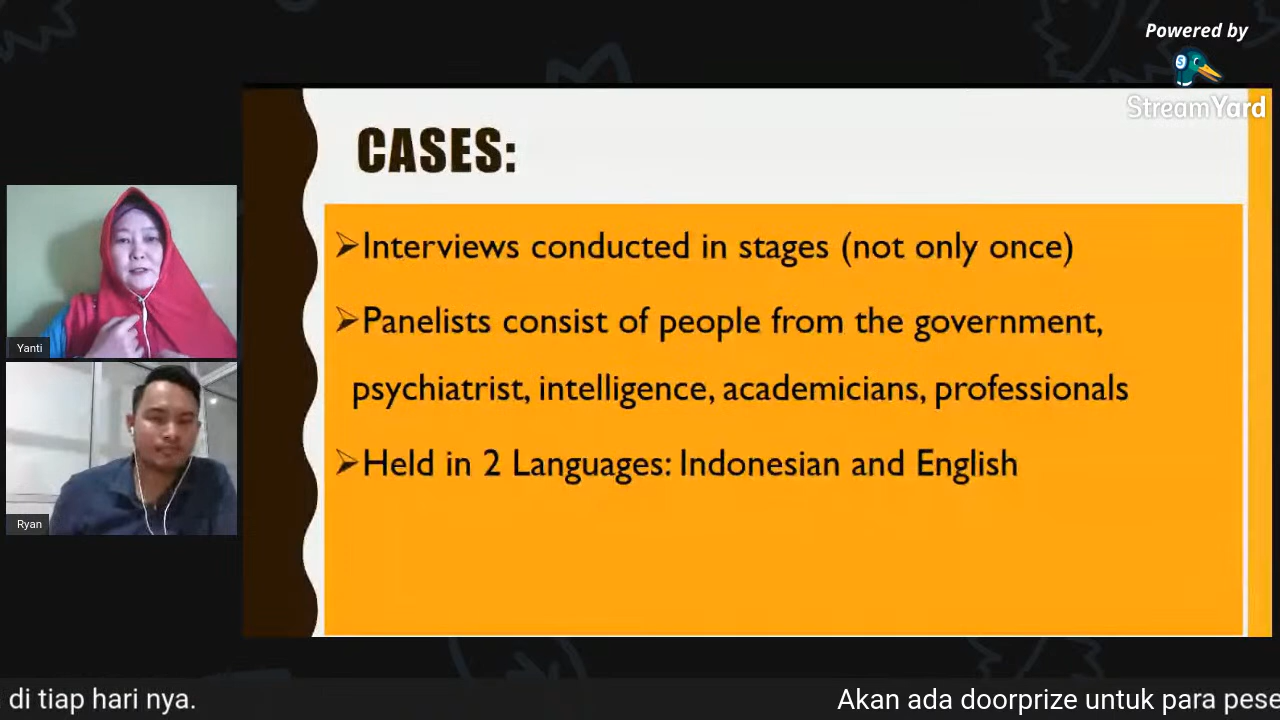 Powered by
StreamYard
CASES:
Interviews conducted in stages (not only once)
Panelists consist of people from the government,
psychiatrist, intelligence, academicians, professionals
Held in 2 Languages: Indonesian and English
Yanti
Ryan
di tiap hari nya.
Akan ada doorprize untuk para pese